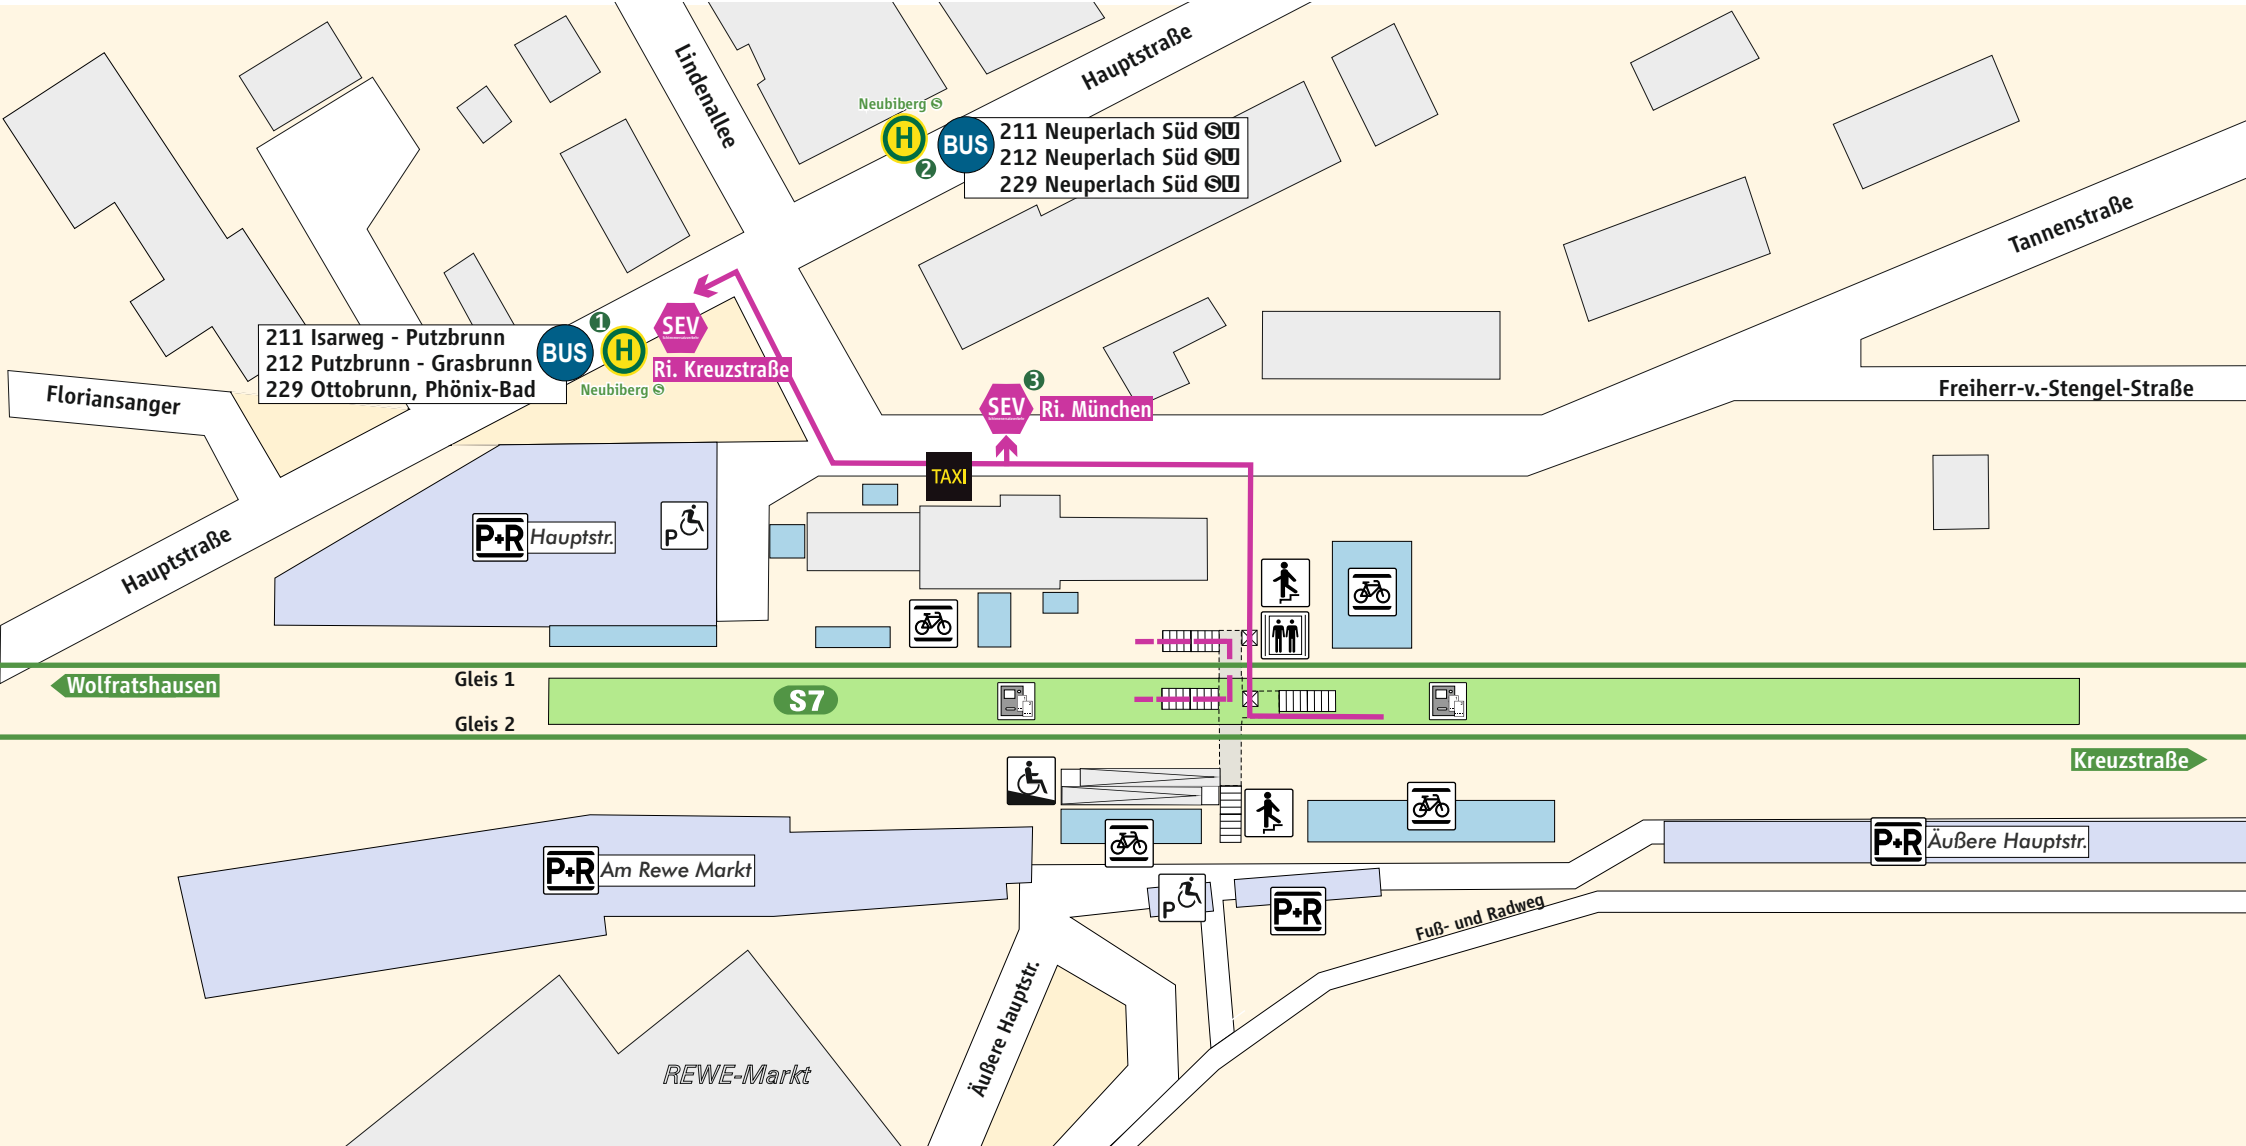 Lindenallee
Hauptstraße
Neubiberg S
H
2
BUS
211 Neuperlach Süd S U
212 Neuperlach Süd S U
229 Neuperlach Süd S U
Tannenstraße
Freiherr-v.-Stengel-Straße
211 Isarweg - Putzbrunn
212 Putzbrunn - Grasbrunn
229 Ottobrunn, Phönix-Bad
BUS
1
H
Neubiberg S
SEV
Ri. Kreuzstraße
3
SEV
Ri. München
Floriansanger
Hauptstraße
TAXI
P+R Hauptstr.
P
Wolfratshausen
Gleis 1
S7
Gleis 2
Kreuzstraße
P+R Am Rewe Markt
P+R Äußere Hauptstr.
P
P+R
Fuß- und Radweg
Äußere Hauptstr.
REWE-Markt